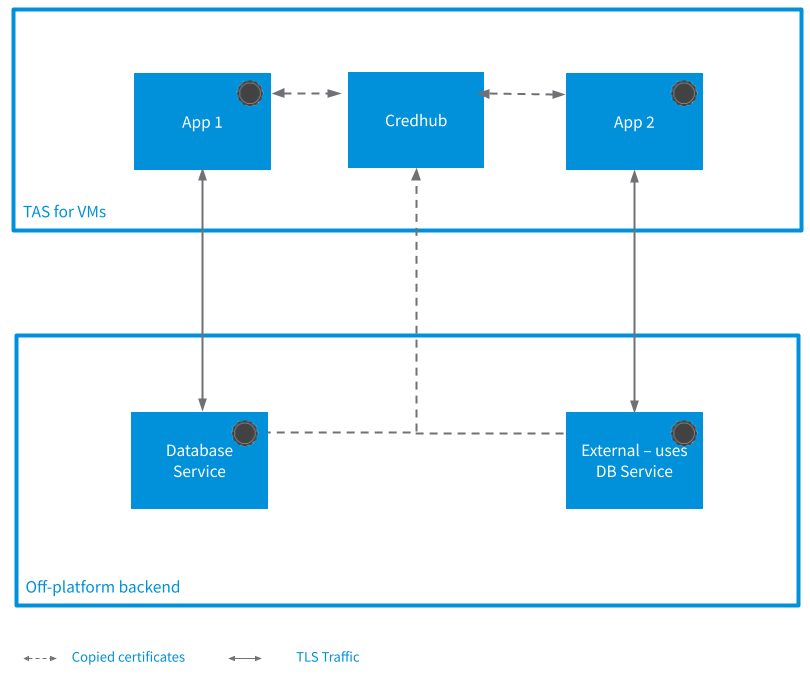 App 1
Credhub
App 2
TAS for VMs
Database
Service
External – uses
DB Service
Off-platform backend
Copied certificates
TLS Traffic